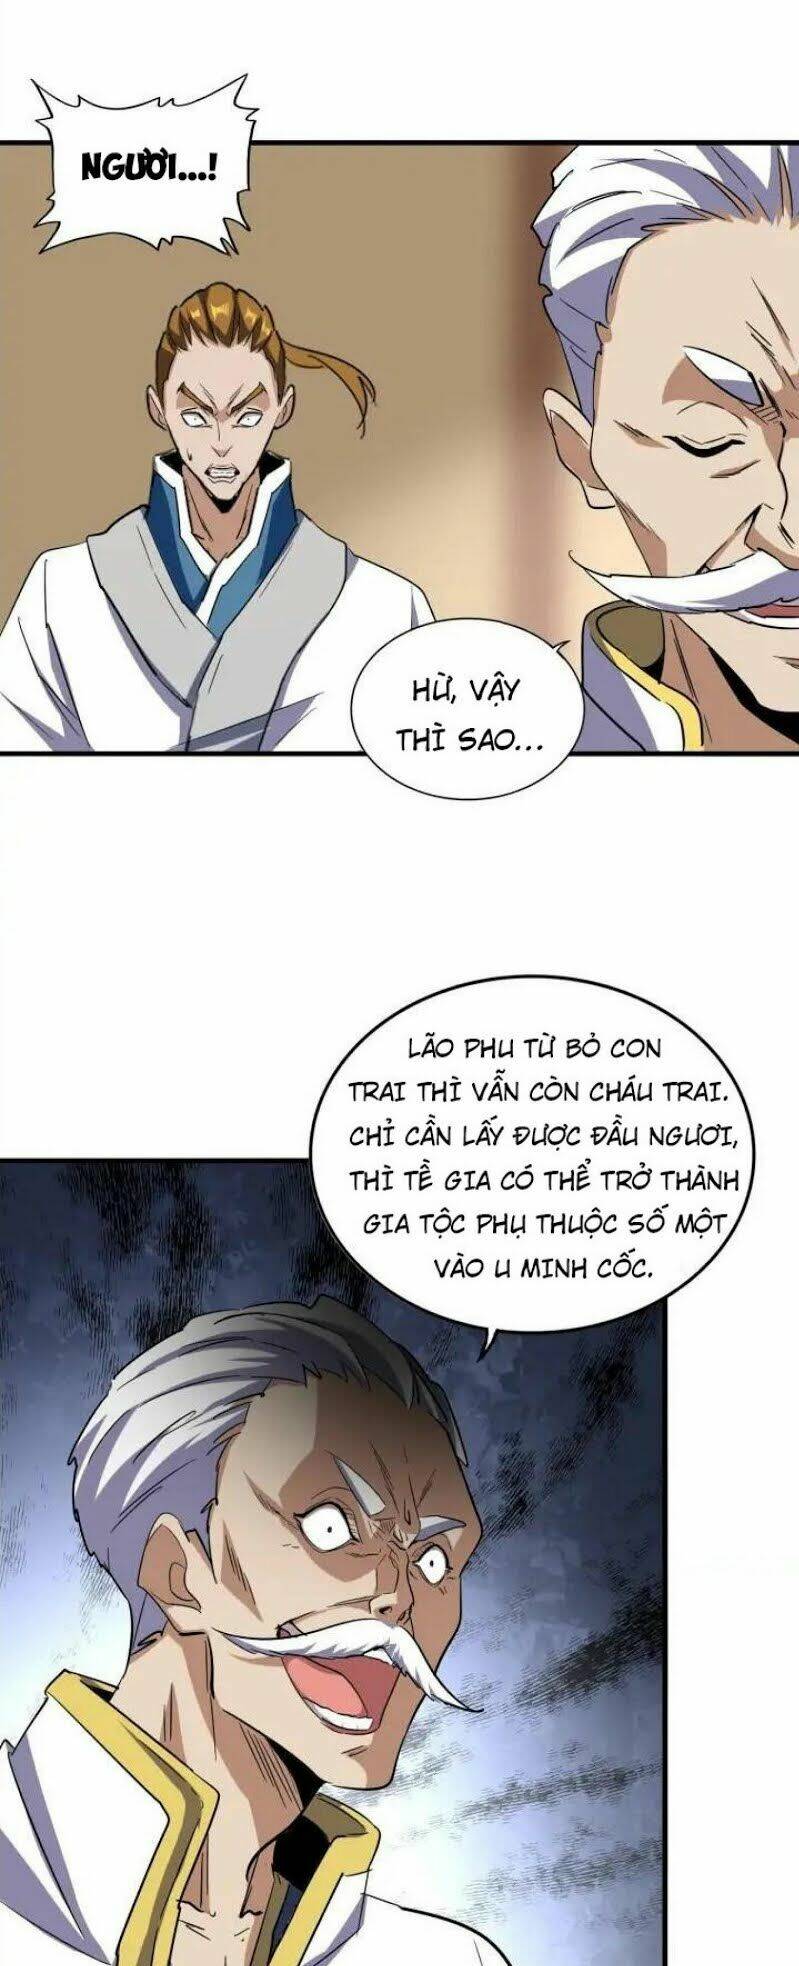 NGƯƠI...!
HỪ, VẬY
THÌ SAO...
LÃO PHU TỪ BỎ CON
TRAI THÌ VẪN CÒN CHÁU TRAI.
CHỈ CẦN LẤY ĐƯỢC ĐẦU NGƯƠI,
THÌ TỀ GIA CÓ THỂ TRỞ THÀNH
GIA TỘC PHỤ THUỘC SỐ MỘT
VÀO U MINH CỐC.